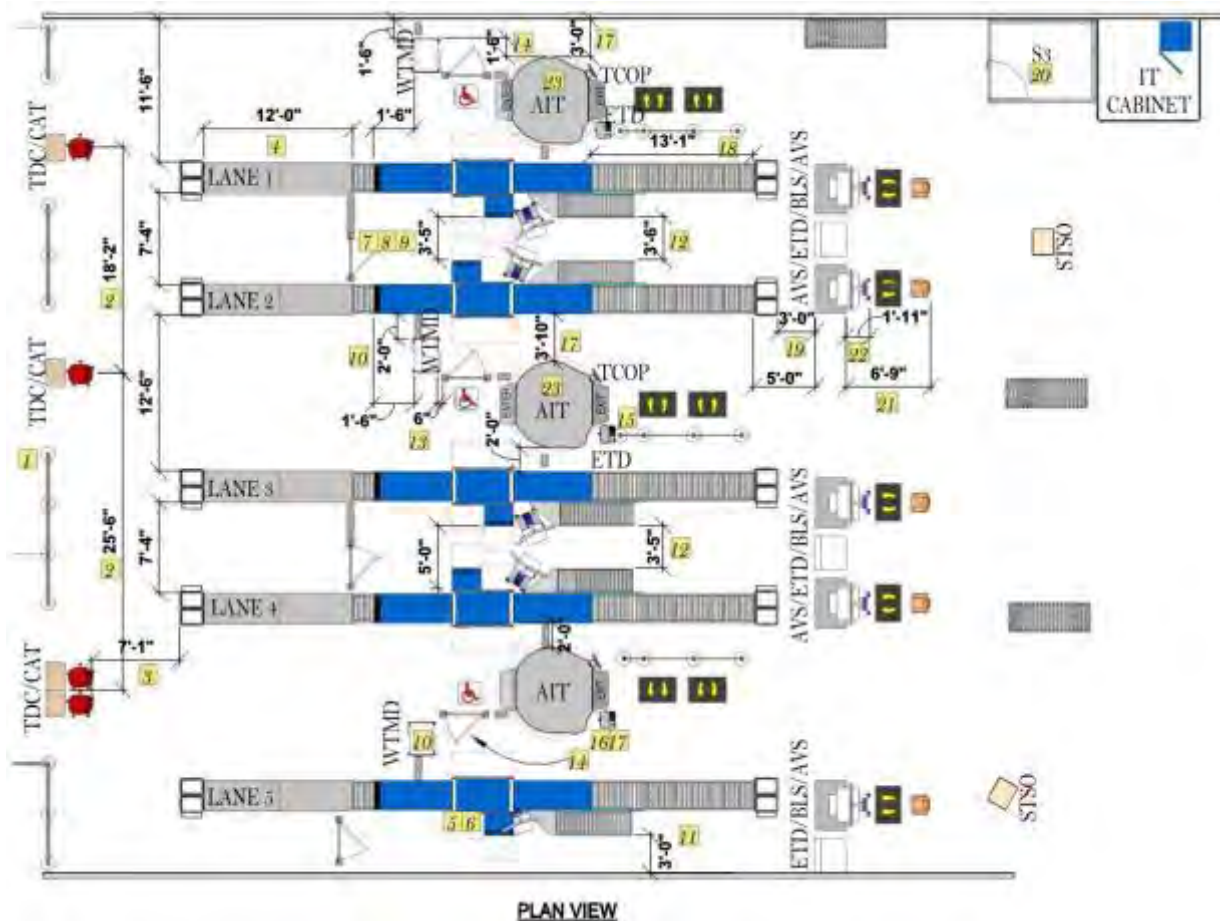 1'-6"
WTMD
1'-6"
14
3'-0"
17
11'-6"
23
TCOP
AIT
ENTER
EXIT
ETD
S3
20
IT
CABINET
TDC/CAT
12'-0"
4
1'-6"
13'-1"
18
LANE 1
7'-4"
7 8 9
3'-5"
3'-6"
12
AVS/ETD/BLS/AVS
STSO
2
18'-2"
LANE 2
10
2'-0"
WTMD
3'-10"
17
3'-0"
19
1'-11"
22
TDC/CAT
12'-6"
1'-6"
6"
13
23
TCOP
AIT
ENTER
EXIT
15
5'-0"
6'-9"
21
2'-0"
ETD
1
LANE 3
2
25'-6"
7'-4"
5'-0"
3'-5"
12
AVS/ETD/BLS/AVS
LANE 4
7'-1"
3
2'-0"
TDC/CAT
AIT
EXIT
WTMD
10
14
16 17
LANE 5
5 6
11
3'-0"
ETD/BLS/AVS
STSO
PLAN VIEW